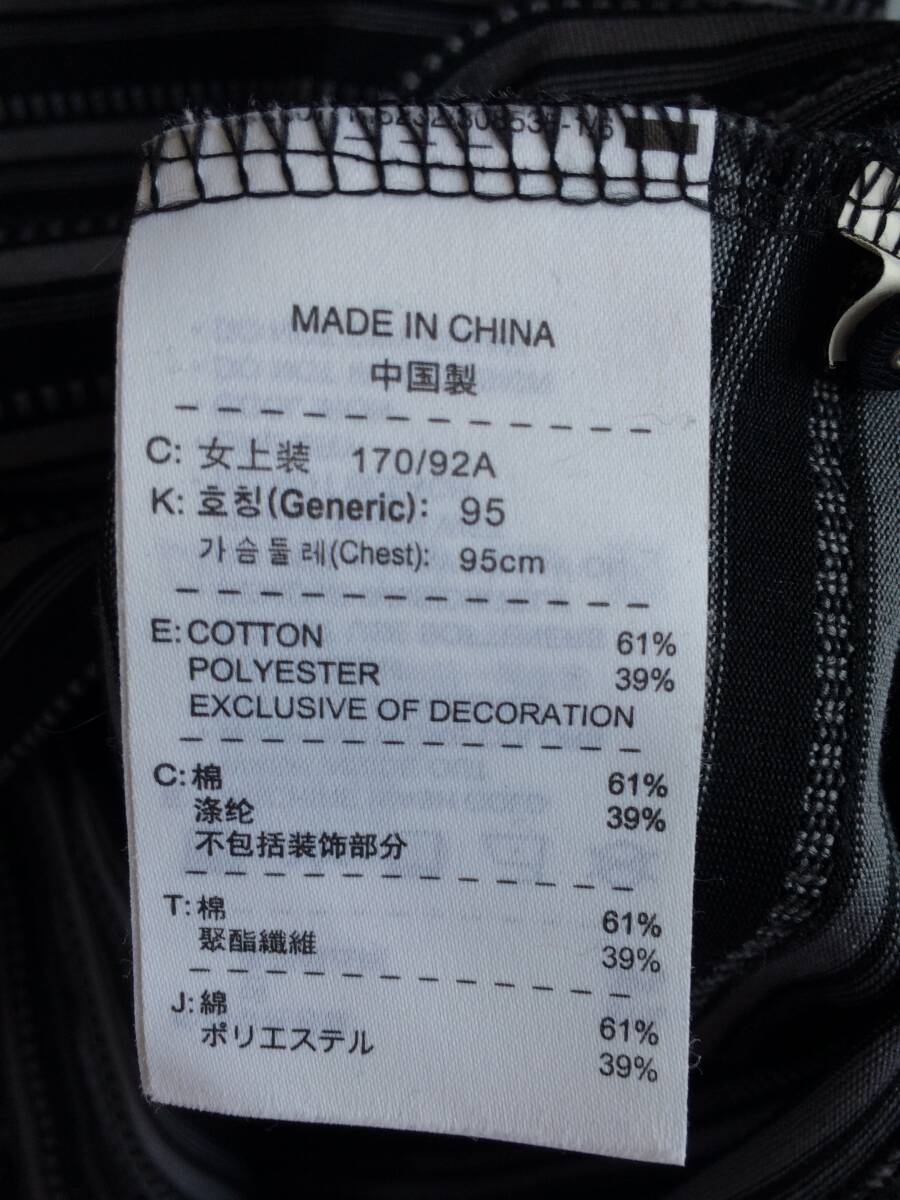 MADE IN CHINA
中国製
C: 女上装 170/92A
K: 호칭(Generic): 95
가슴둘레(Chest): 95cm
E: COTTON 61%
POLYESTER 39%
EXCLUSIVE OF DECORATION
C: 棉 61%
涤纶 39%
不包括装饰部分
T: 棉 61%
聚酯纖維 39%
J: 綿 61%
ポリエステル 39%